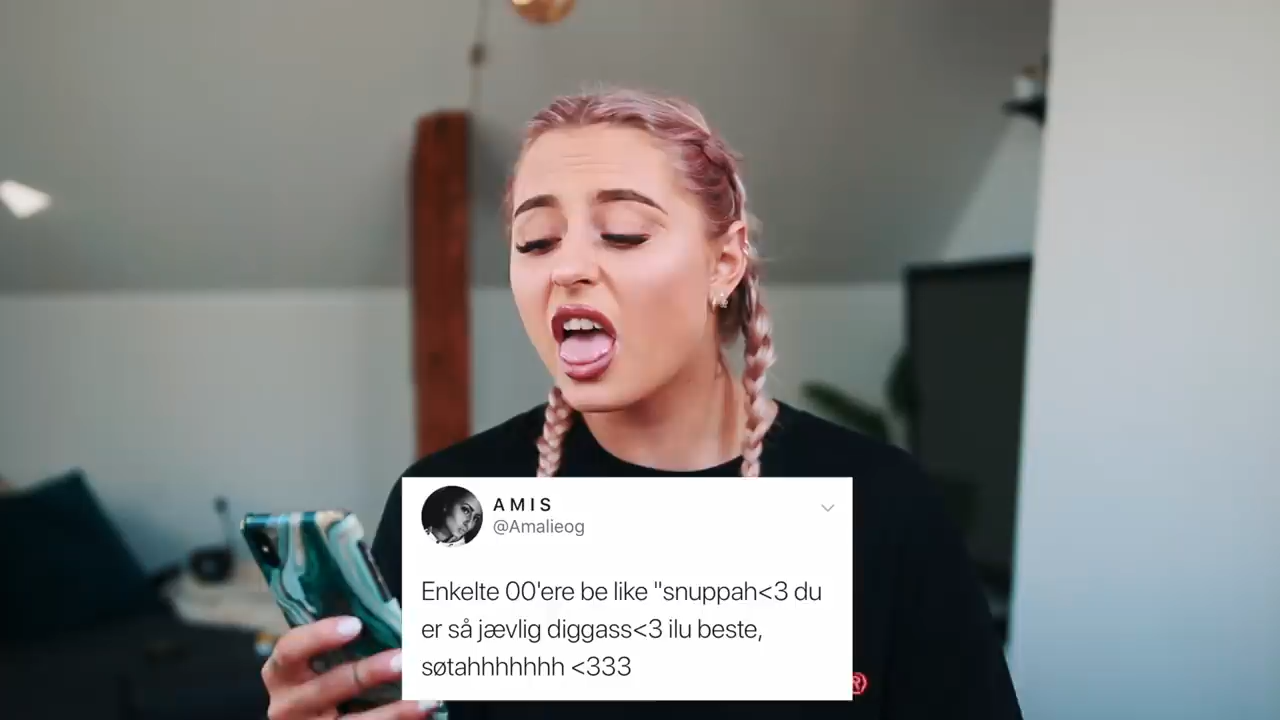 A M I S
@Amalieog
Enkelte 00'ere be like "snuppah<3 du
er så jævlig diggass<3 ilu beste,
søtahhhhhhh <333
®